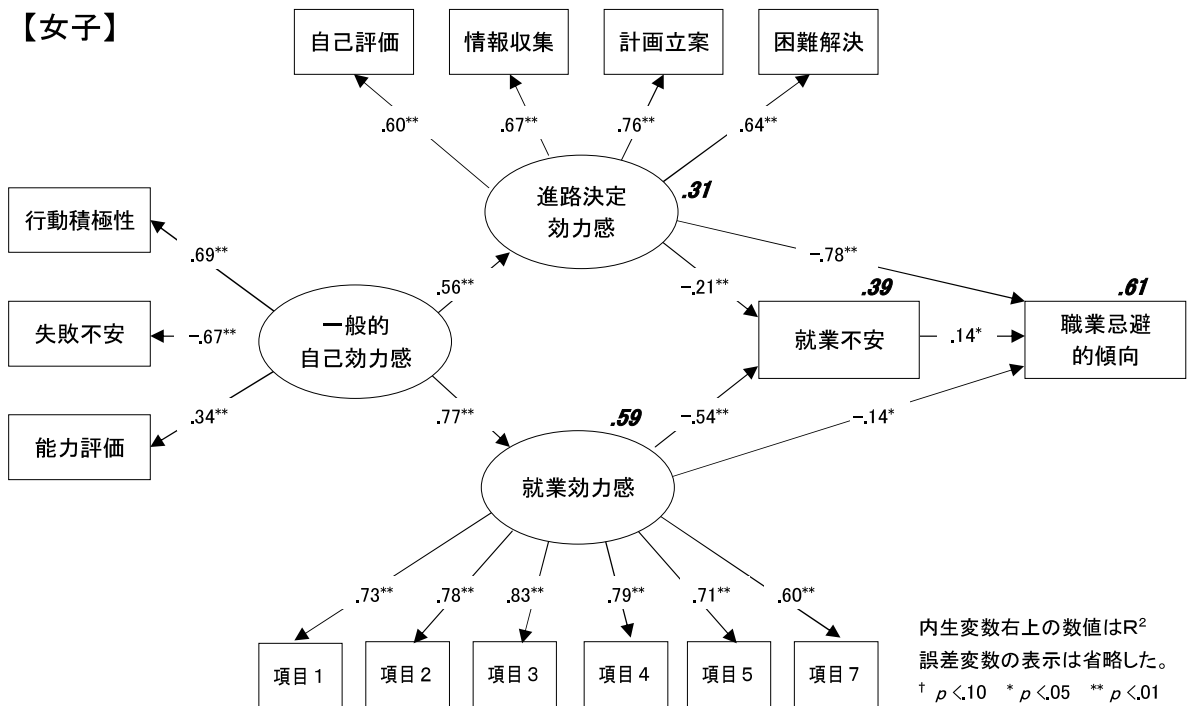 【女子】
自己評価
情報収集
計画立案
困難解決
.60**
.67**
.76**
.64**
進路決定
効力感
.31
行動積極性
失敗不安
能力評価
.69**
−.67**
.34**
一般的
自己効力感
.56**
.77**
−.78**
−.21**
.39
就業不安
.14*
.61
職業忌避
的傾向
−.54**
−.14*
.59
就業効力感
.73**
.78**
.83**
.79**
.71**
.60**
項目1
項目2
項目3
項目4
項目5
項目7
内生変数右上の数値はR²
誤差変数の表示は省略した。
† p <.10 * p <.05 ** p <.01